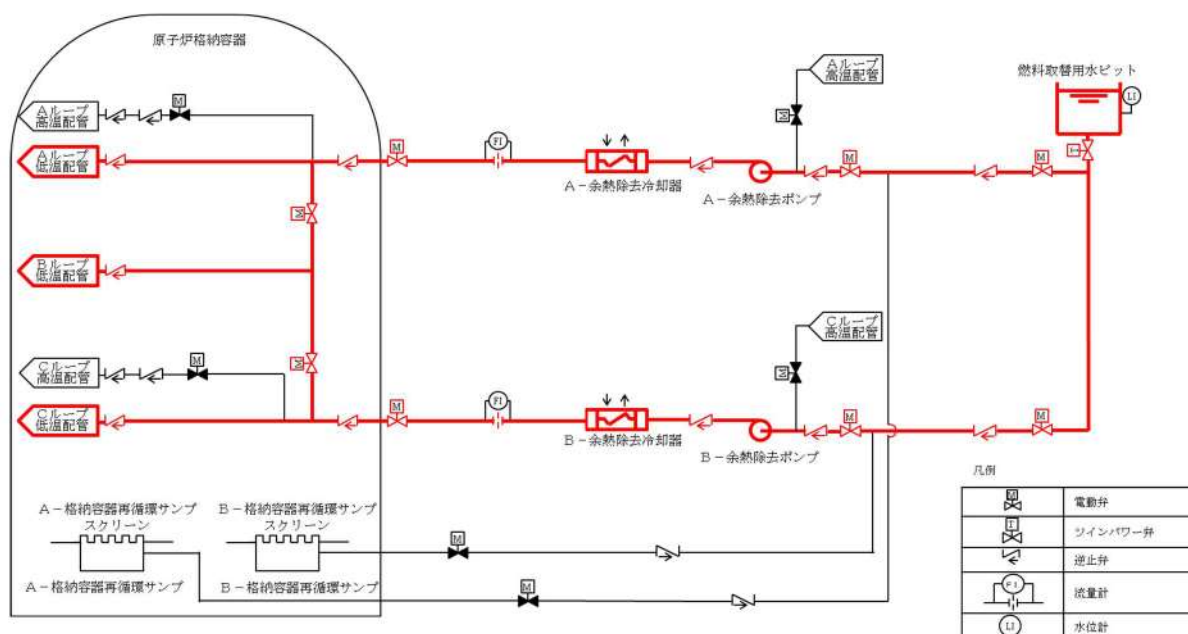 原子炉格納容器
Aループ
高温配管
M
Aループ
低温配管
M
Bループ
低温配管
M
Cループ
高温配管
M
Cループ
低温配管
A-格納容器再循環サンプ
スクリーン
A-格納容器再循環サンプ
B-格納容器再循環サンプ
スクリーン
B-格納容器再循環サンプ
M
FI
A-余熱除去冷却器
A-余熱除去ポンプ
Aループ
高温配管
M
M
M
燃料取替用水ピット
LI
T
M
FI
B-余熱除去冷却器
B-余熱除去ポンプ
Cループ
高温配管
M
M
M
M
M
凡例
M
電動弁
T
ツインパワー弁
逆止弁
FI
流量計
LI
水位計